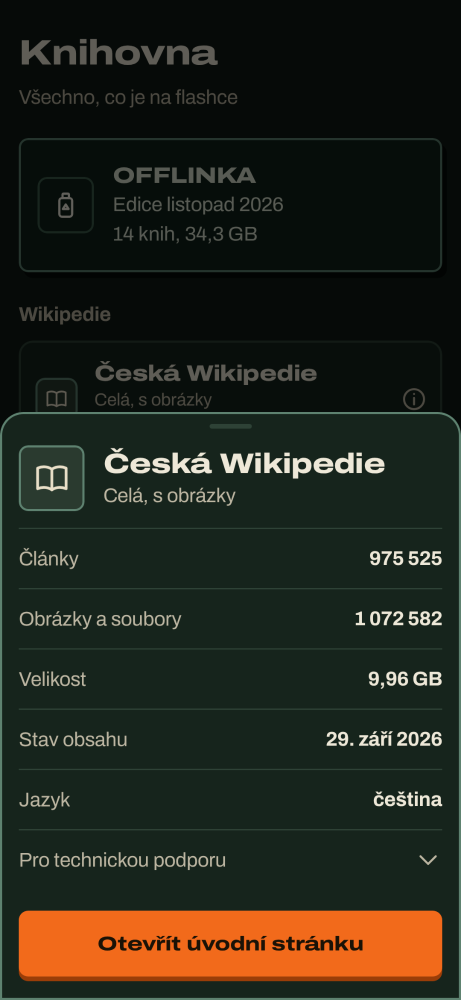 Knihovna
Všechno, co je na flashce
OFFLINKA
Edice listopad 2026
14 knih, 34,3 GB
Wikipedie
Česká Wikipedie
Celá, s obrázky
Česká Wikipedie
Celá, s obrázky
Články 975 525
Obrázky a soubory 1 072 582
Velikost 9,96 GB
Stav obsahu 29. září 2026
Jazyk čeština
Pro technickou podporu
Otevřít úvodní stránku